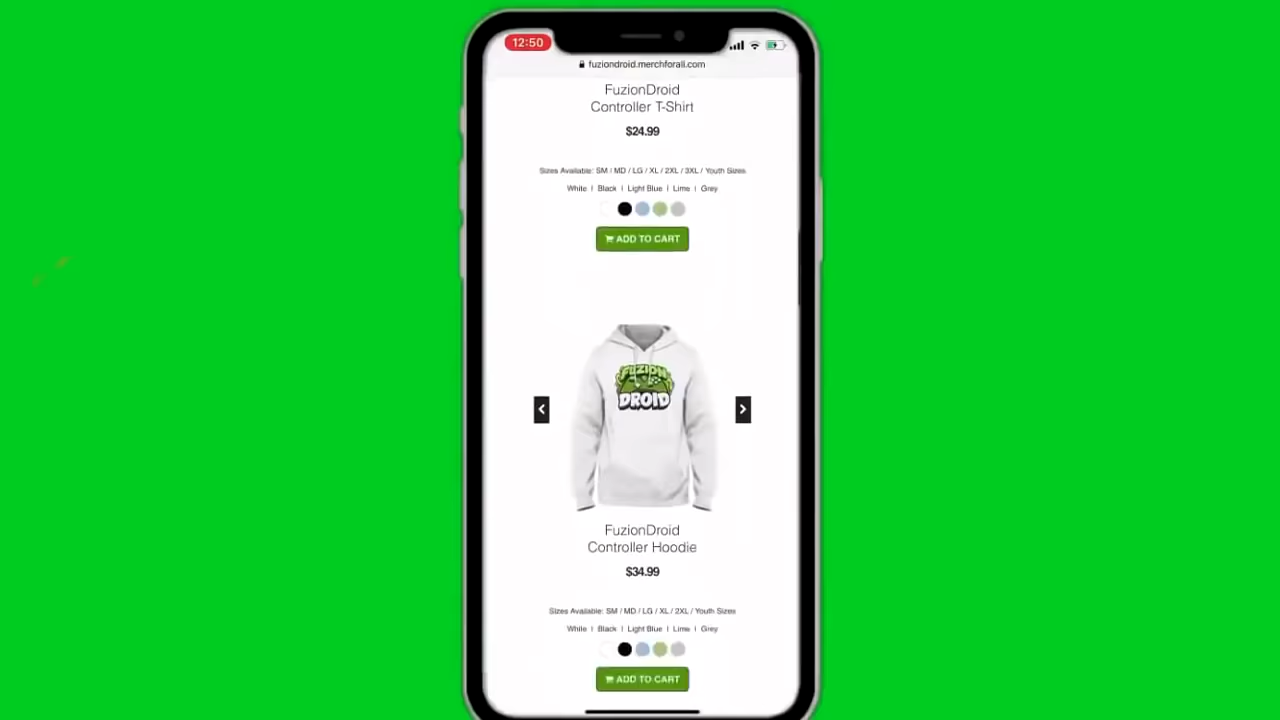 12:50
fuziondroid.merchforall.com
FuzionDroid
Controller T-Shirt
$24.99
Sizes Available: SM / MD / LG / XL / 2XL / 3XL / Youth Sizes
White | Black | Light Blue | Lime | Grey
ADD TO CART
FUZION
DROID
FuzionDroid
Controller Hoodie
$34.99
Sizes Available: SM / MD / LG / XL / 2XL / Youth Sizes
White | Black | Light Blue | Lime | Grey
ADD TO CART